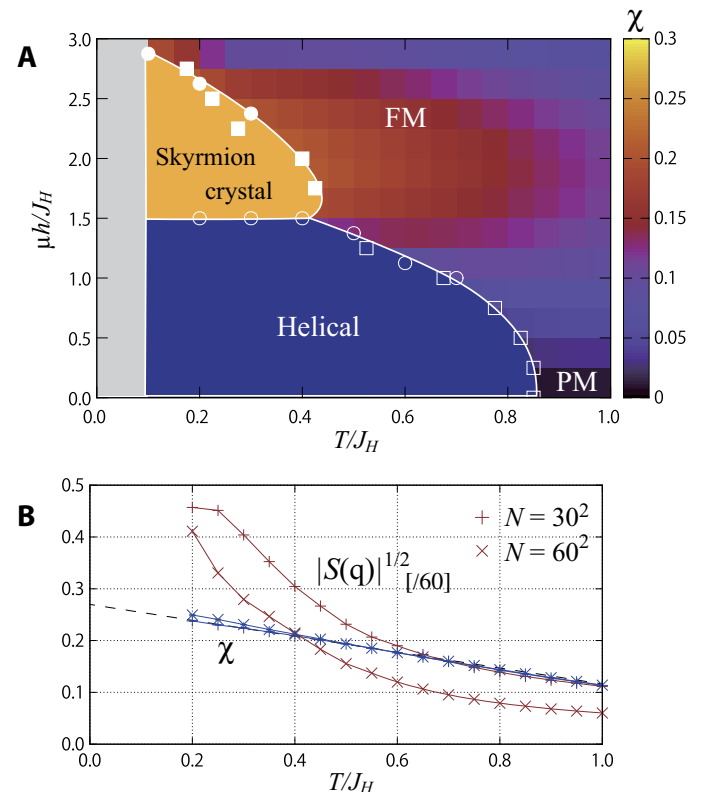 A
χ
3.0
2.5
2.0
1.5
1.0
0.5
0.0
μh/J_H
FM
Skyrmion
crystal
Helical
PM
0.3
0.25
0.2
0.15
0.1
0.05
0
0.0 0.2 0.4 0.6 0.8 1.0
T/J_H
B
0.5
0.4
0.3
0.2
0.1
0.0
N = 30²
N = 60²
|S(q)|^{1/2} [/60]
χ
0.0 0.2 0.4 0.6 0.8 1.0
T/J_H